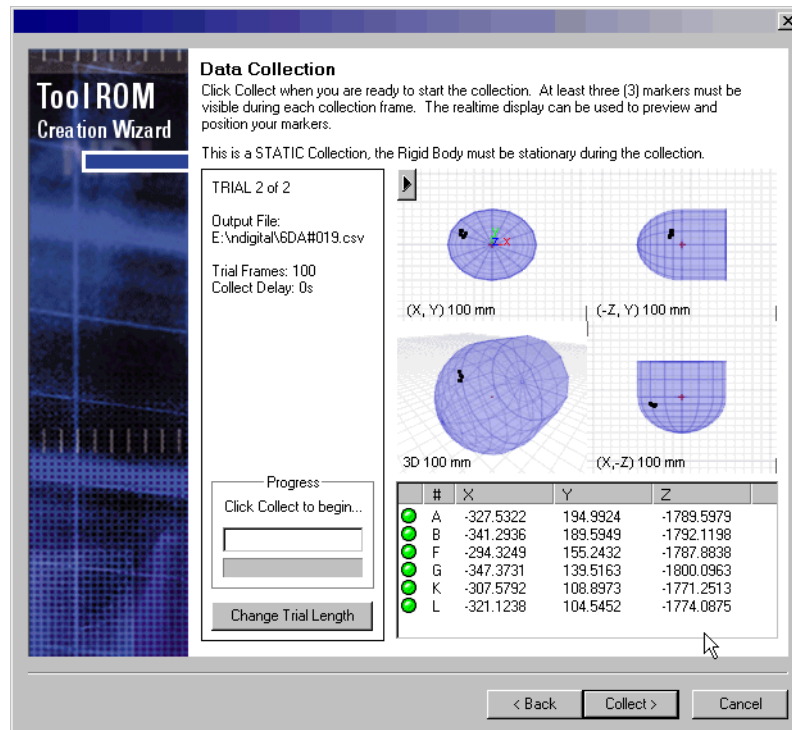 Tool ROM
Creation Wizard
Data Collection
Click Collect when you are ready to start the collection. At least three (3) markers must be
visible during each collection frame. The realtime display can be used to preview and
position your markers.
This is a STATIC Collection, the Rigid Body must be stationary during the collection.
TRIAL 2 of 2
Output File:
E:\ndigital\6DA#019.csv
Trial Frames: 100
Collect Delay: 0s
Progress
Click Collect to begin...
Change Trial Length
Y
Z X
(X, Y) 100 mm
(-Z, Y) 100 mm
3D 100 mm
(X,-Z) 100 mm
# X Y Z
A -327.5322 194.9924 -1789.5979
B -341.2936 189.5949 -1792.1198
F -294.3249 155.2432 -1787.8838
G -347.3731 139.5163 -1800.0963
K -307.5792 108.8973 -1771.2513
L -321.1238 104.5452 -1774.0875
< Back
Collect >
Cancel